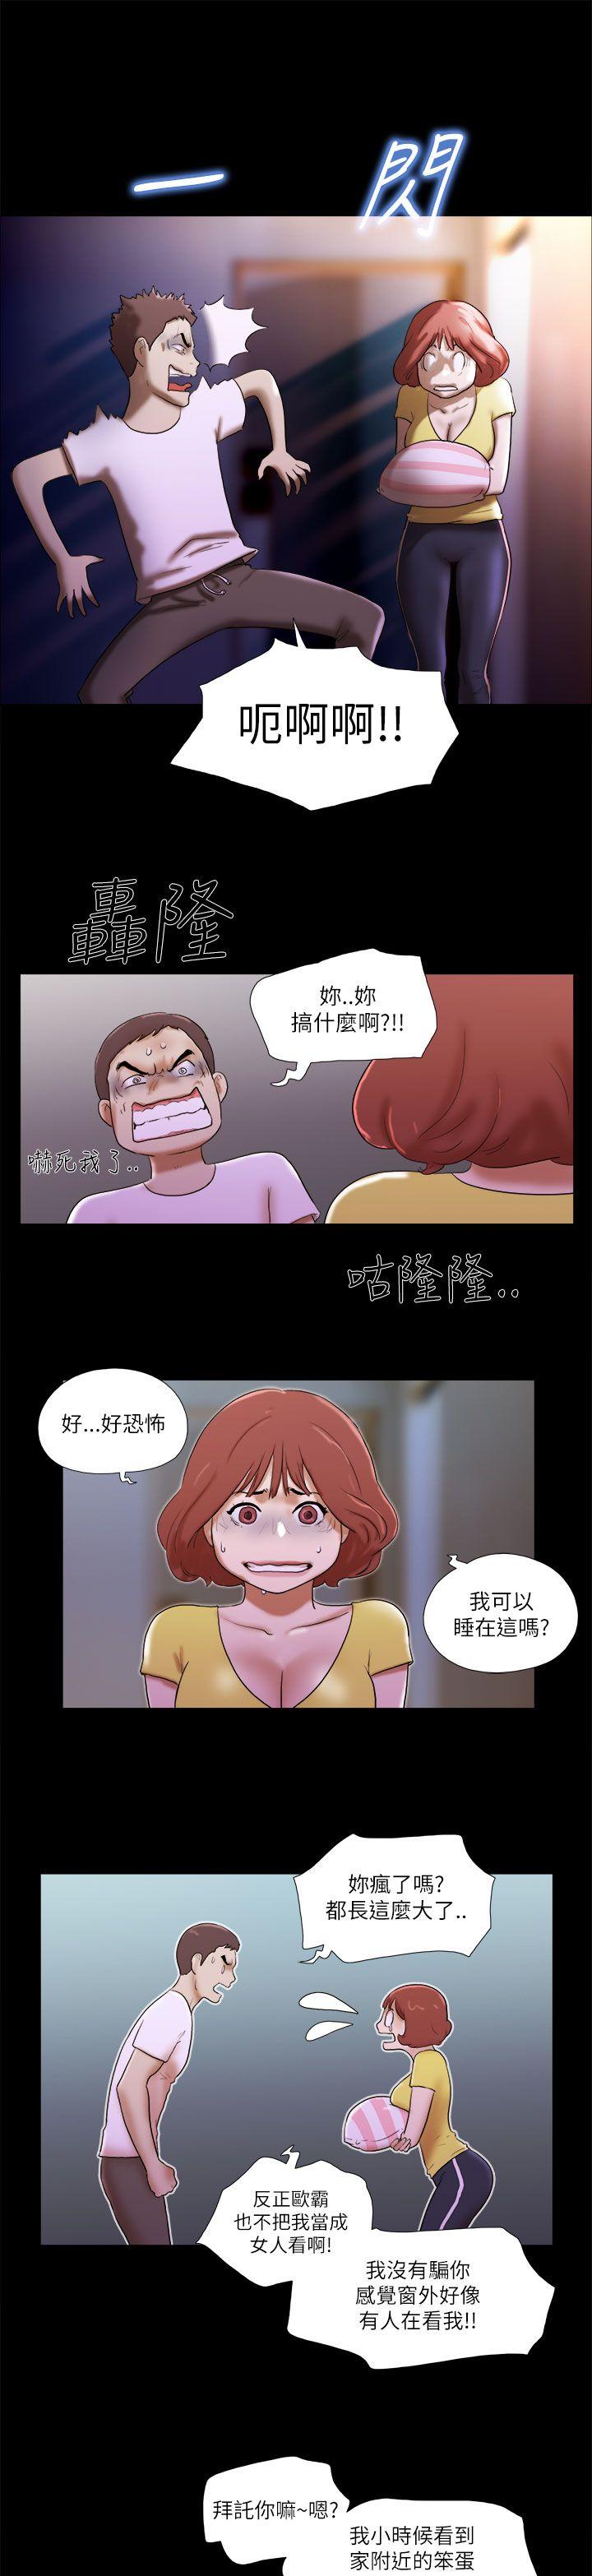 一閃
呃啊啊!!
轟隆
妳..妳
搞什麼啊?!!
嚇死我了..
咕隆隆..
好...好恐怖
我可以
睡在這嗎?
妳瘋了嗎?
都長這麼大了..
反正歐霸
也不把我當成
女人看啊!
我沒有騙你
感覺窗外好像
有人在看我!!
拜託你嘛~嗯?
我小時候看到
家附近的笨蛋